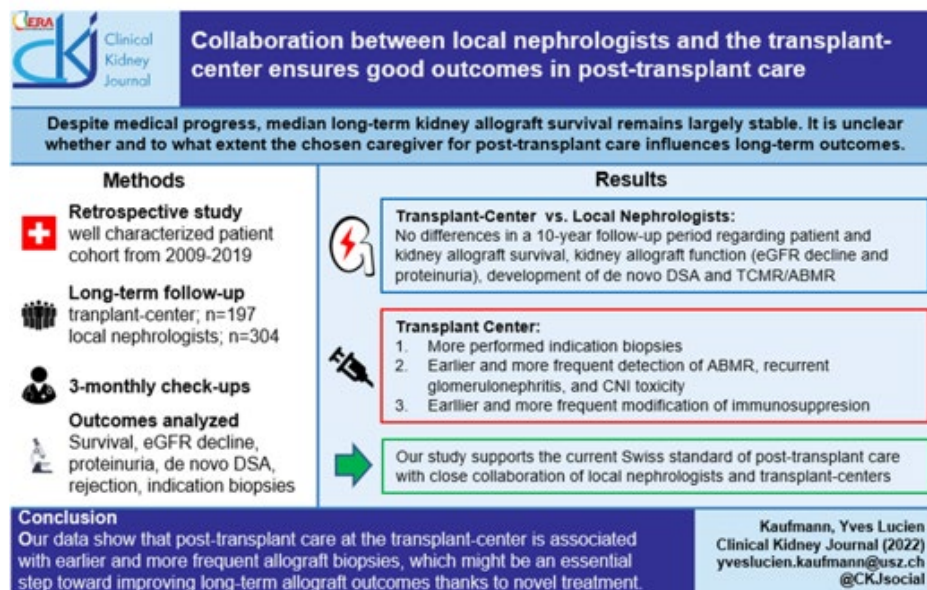 ERA
ckj
Clinical
Kidney
Journal
Collaboration between local nephrologists and the transplant-
center ensures good outcomes in post-transplant care
Despite medical progress, median long-term kidney allograft survival remains largely stable. It is unclear
whether and to what extent the chosen caregiver for post-transplant care influences long-term outcomes.
Methods
Retrospective study
well characterized patient
cohort from 2009-2019
Long-term follow-up
tranplant-center; n=197
local nephrologists; n=304
3-monthly check-ups
Outcomes analyzed
Survival, eGFR decline,
proteinuria, de novo DSA,
rejection, indication biopsies
Results
Transplant-Center vs. Local Nephrologists:
No differences in a 10-year follow-up period regarding patient and
kidney allograft survival, kidney allograft function (eGFR decline and
proteinuria), development of de novo DSA and TCMR/ABMR
Transplant Center:
1. More performed indication biopsies
2. Earlier and more frequent detection of ABMR, recurrent
glomerulonephritis, and CNI toxicity
3. Earllier and more frequent modification of immunosuppresion
Our study supports the current Swiss standard of post-transplant care
with close collaboration of local nephrologists and transplant-centers
Conclusion
Our data show that post-transplant care at the transplant-center is associated
with earlier and more frequent allograft biopsies, which might be an essential
step toward improving long-term allograft outcomes thanks to novel treatment.
Kaufmann, Yves Lucien
Clinical Kidney Journal (2022)
yveslucien.kaufmann@usz.ch
@CKJsocial